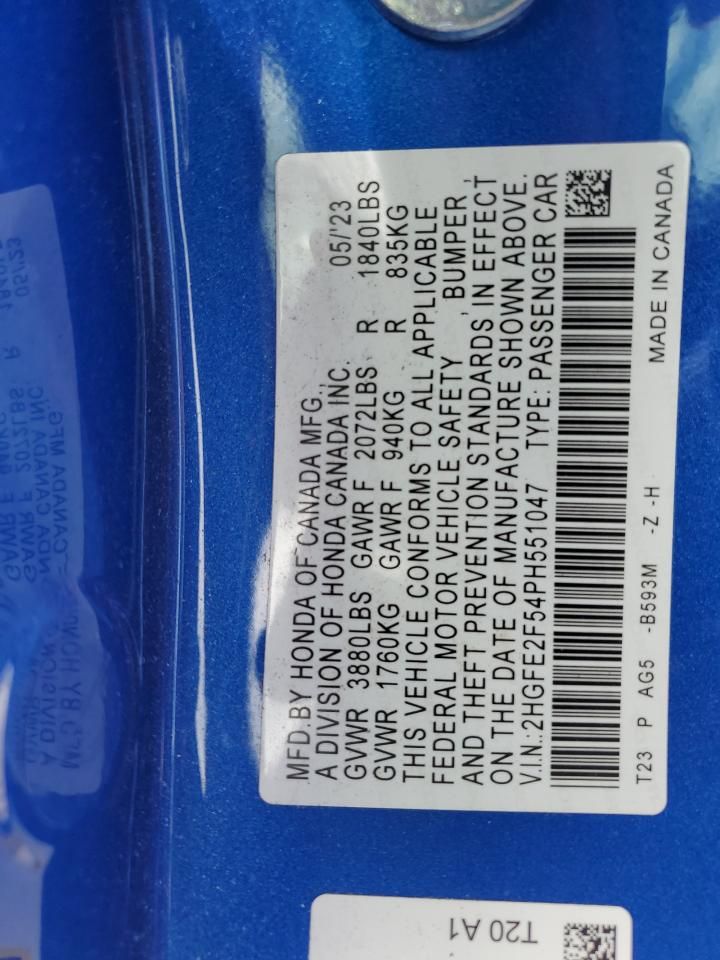 MFD.BY HONDA OF CANADA MFG.,
A DIVISION OF HONDA CANADA INC. 05/'23
GVWR 3880LBS GAWR F 2072LBS R 1840LBS
GVWR 1760KG GAWR F 940KG R 835KG
THIS VEHICLE CONFORMS TO ALL APPLICABLE
FEDERAL MOTOR VEHICLE SAFETY , BUMPER ,
AND THEFT PREVENTION STANDARDS IN EFFECT
ON THE DATE OF MANUFACTURE SHOWN ABOVE.
V.I.N.:2HGFE2F54PH551047 TYPE: PASSENGER CAR
T23 P AG5 -B593M -Z -H MADE IN CANADA
T20 A1